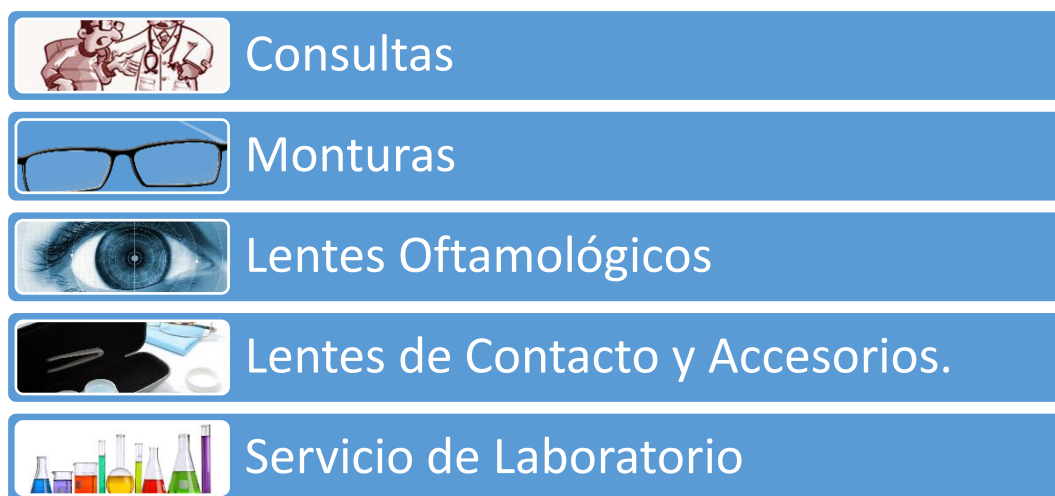 Consultas
Monturas
Lentes Oftamológicos
Lentes de Contacto y Accesorios.
Servicio de Laboratorio